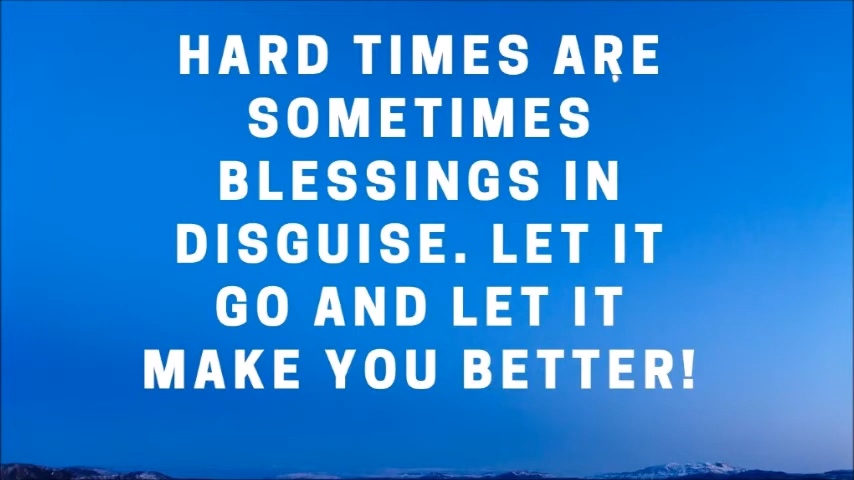 HARD TIMES ARE
SOMETIMES
BLESSINGS IN
DISGUISE. LET IT
GO AND LET IT
MAKE YOU BETTER!